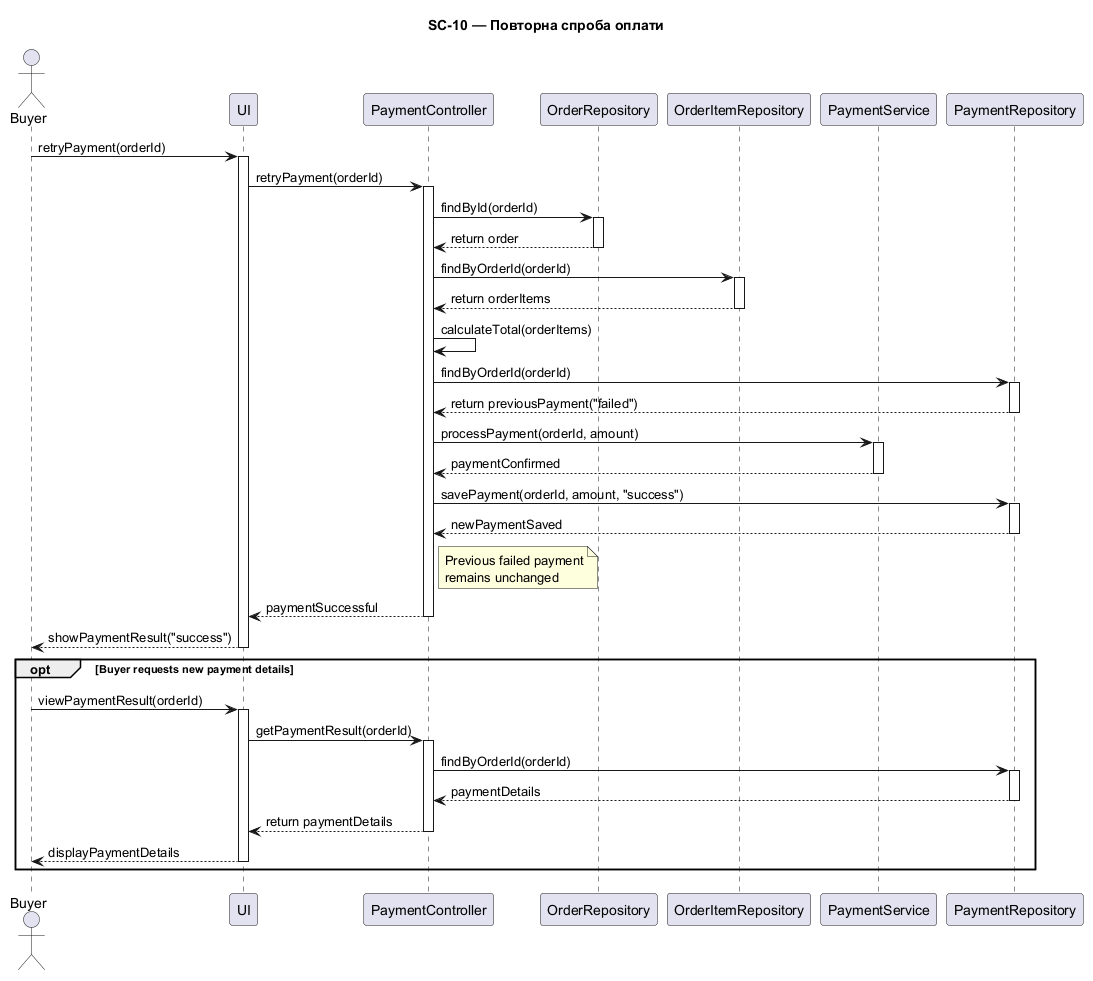 SC-10 — Повторна спроба оплати
Buyer
UI
PaymentController
OrderRepository
OrderItemRepository
PaymentService
PaymentRepository
retryPayment(orderId)
retryPayment(orderId)
findById(orderId)
return order
findByOrderId(orderId)
return orderItems
calculateTotal(orderItems)
findByOrderId(orderId)
return previousPayment("failed")
processPayment(orderId, amount)
paymentConfirmed
savePayment(orderId, amount, "success")
newPaymentSaved
Previous failed payment
remains unchanged
paymentSuccessful
showPaymentResult("success")
opt
[Buyer requests new payment details]
viewPaymentResult(orderId)
getPaymentResult(orderId)
findByOrderId(orderId)
paymentDetails
return paymentDetails
displayPaymentDetails
Buyer
UI
PaymentController
OrderRepository
OrderItemRepository
PaymentService
PaymentRepository